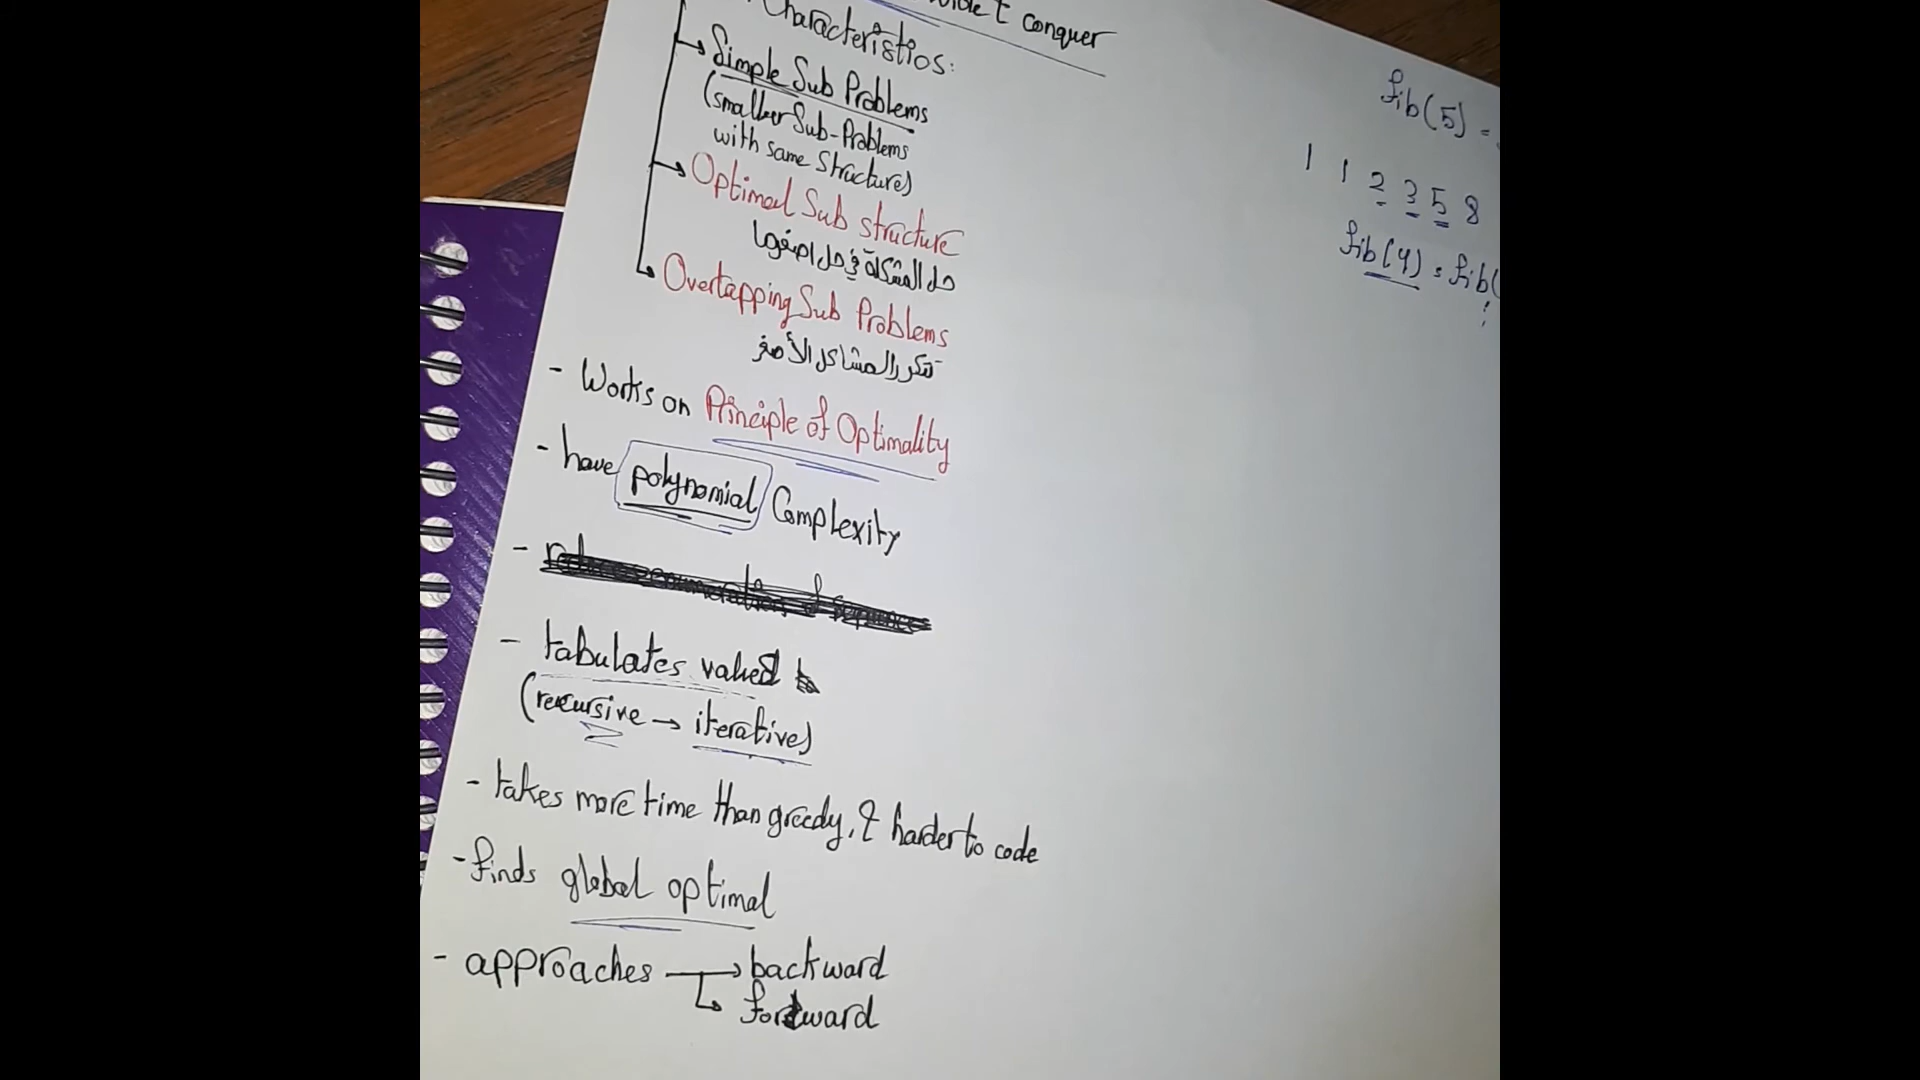 t conquer
Characteristics:
Simple Sub Problems
(smaller Sub-Problems
with same Structure)
Optimal Sub structure
حل المشكلة في حل اصغرها
Overlapping Sub Problems
تتكرر المشاكل الأصغر
- Works on Principle of Optimality
- have polynomial Complexity
-
- tabulates values
(recursive → iterative)
- takes more time than greedy, & harder to code
- finds global optimal
- approaches → backward
forward
fib(5) =
1 1 2 3 5 8
fib(4) = fib(